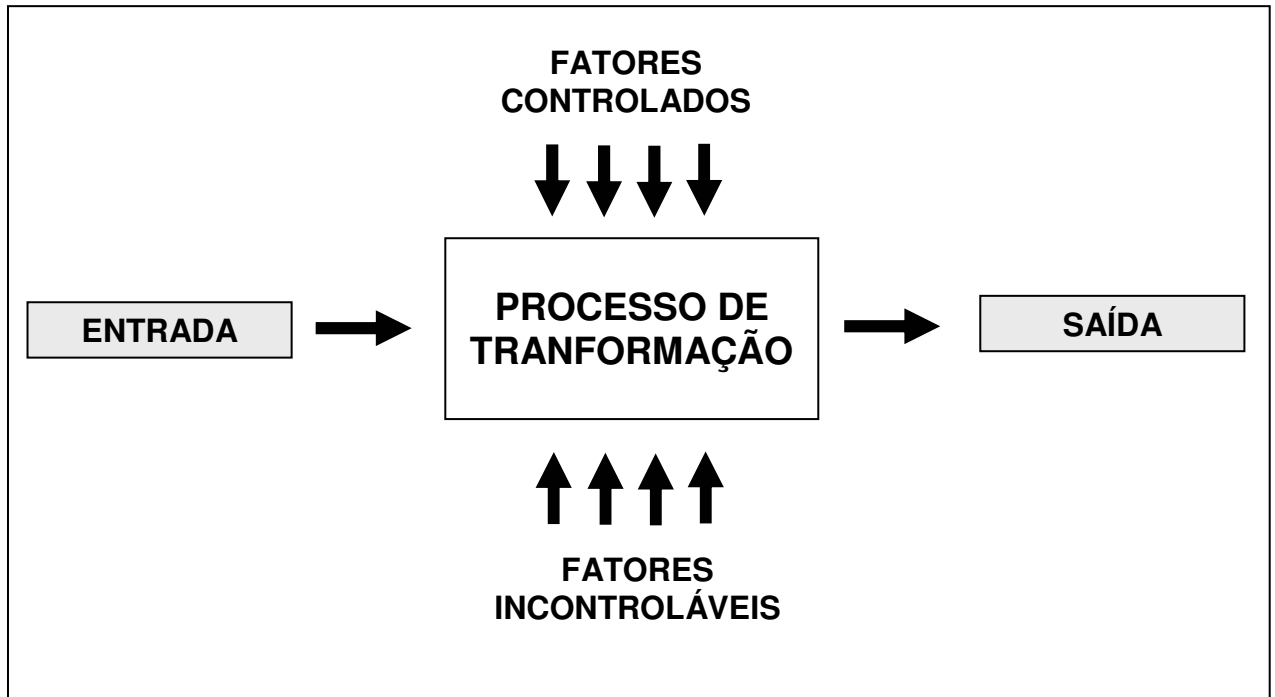 FATORES
CONTROLADOS
ENTRADA
PROCESSO DE
TRANFORMAÇÃO
SAÍDA
FATORES
INCONTROLÁVEIS